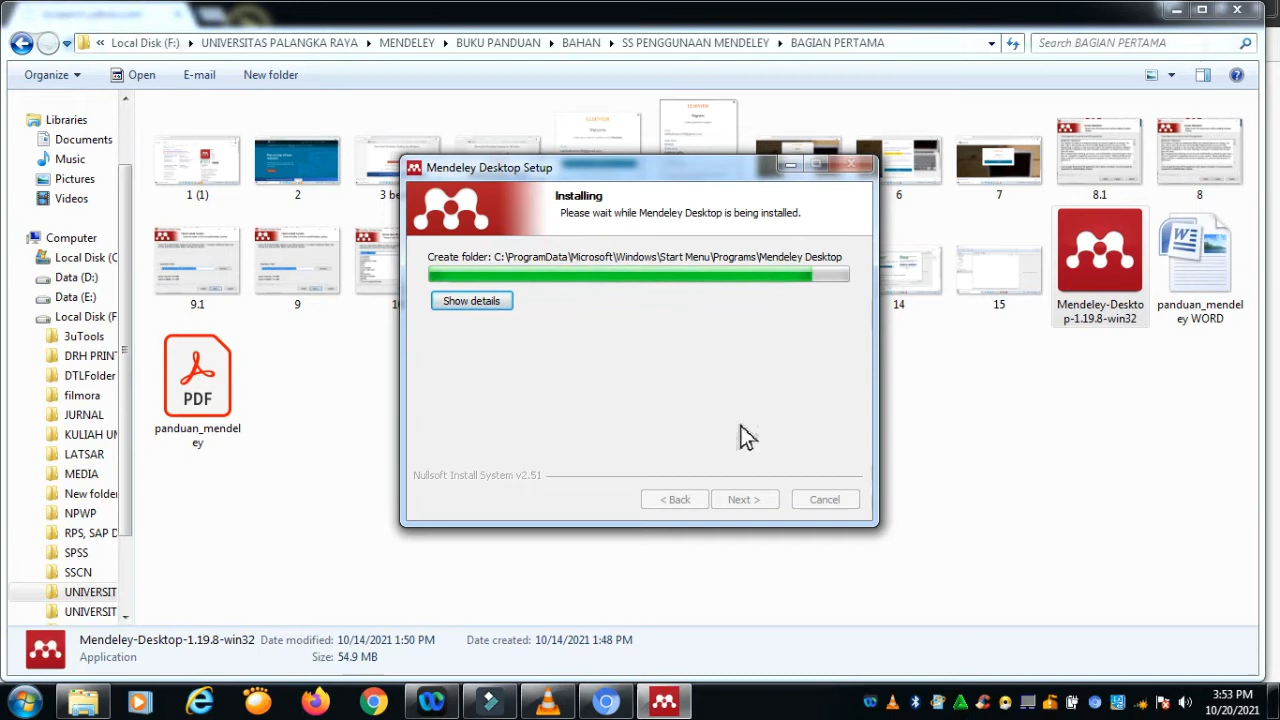 Local Disk (F:) UNIVERSITAS PALANGKA RAYA MENDELEY BUKU PANDUAN BAHAN SS PENGGUNAAN MENDELEY BAGIAN PERTAMA
Search BAGIAN PERTAMA
Organize Open E-mail New folder
Libraries
Documents
Music
Pictures
Videos
Computer
Local Disk (
Data (D:)
Data (E:)
Local Disk (F
3uTools
DRH PRIN
DTLFolder
filmora
JURNAL
KULIAH UM
LATSAR
MEDIA
New folder
NPWP
RPS, SAP D
SPSS
SSCN
UNIVERSIT
UNIVERSIT
1 (1)
2
6
7
8.1
8
9.1
9
14
15
Mendeley-Deskto
p-1.19.8-win32
panduan_mendel
ey WORD
PDF
panduan_mendel
ey
Mendeley Desktop Setup
Installing
Please wait while Mendeley Desktop is being installed.
Create folder: C:\ProgramData\Microsoft\Windows\Start Menu\Programs\Mendeley Desktop
Show details
Nullsoft Install System v2.51
< Back
Next >
Cancel
Mendeley-Desktop-1.19.8-win32 Date modified: 10/14/2021 1:50 PM Date created: 10/14/2021 1:48 PM
Application Size: 54.9 MB
3:53 PM
10/20/2021